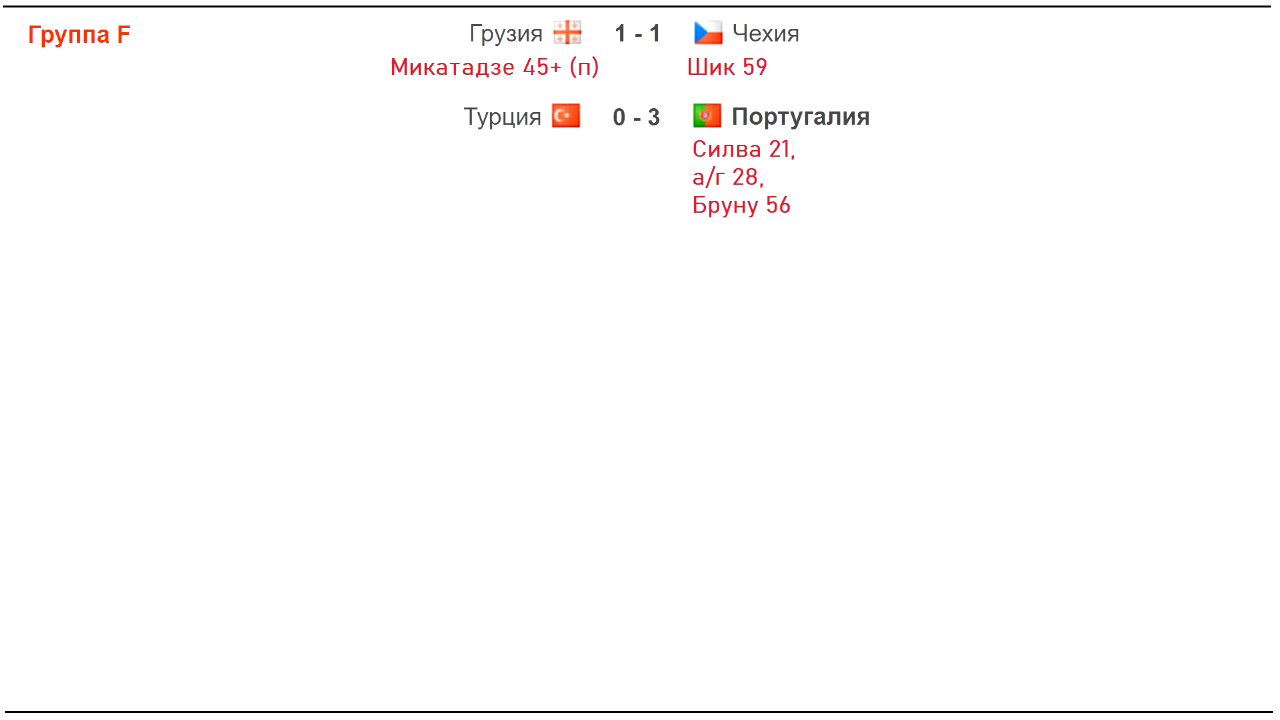 Группа F
Грузия 1 - 1 Чехия
Микатадзе 45+ (п) Шик 59
Турция 0 - 3 Португалия
Силва 21,
а/г 28,
Бруну 56